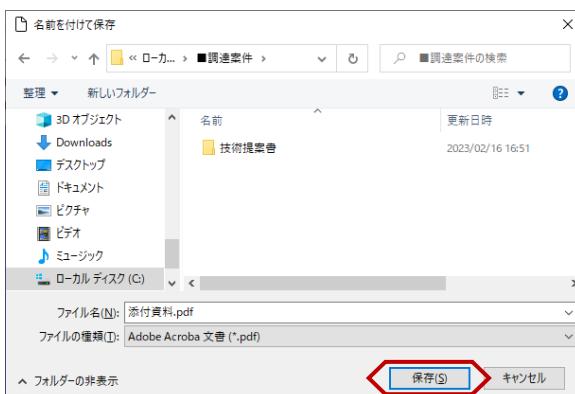 名前を付けて保存
« ローカ... › ■調達案件 ›
■調達案件の検索
整理 新しいフォルダー
名前 更新日時
3D オブジェクト
Downloads
デスクトップ
ドキュメント
ピクチャ
ビデオ
ミュージック
ローカル ディスク (C:)
技術提案書 2023/02/16 16:51
ファイル名(N): 添付資料.pdf
ファイルの種類(T): Adobe Acroba 文書 (*.pdf)
フォルダーの非表示
保存(S) キャンセル